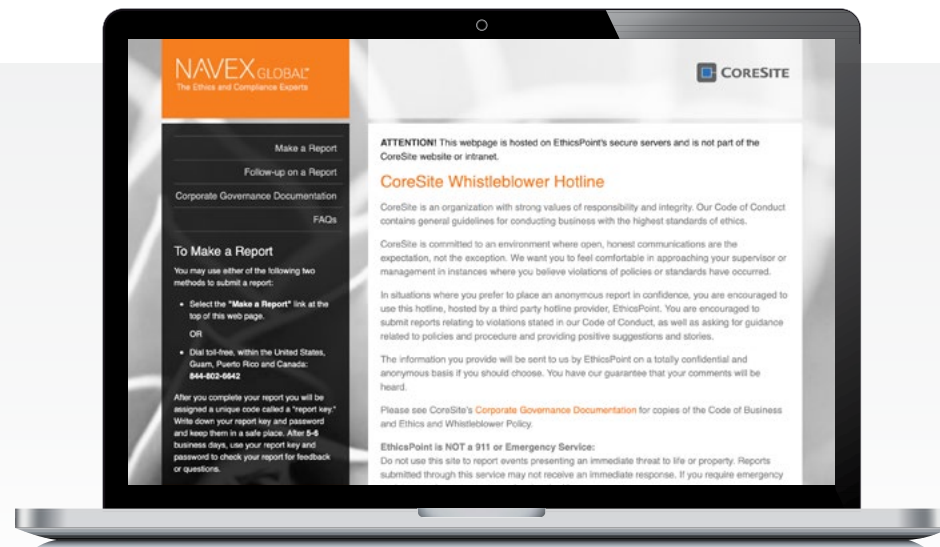 NAVEX GLOBAL™
The Ethics and Compliance Experts
CORESITE
Make a Report
Follow-up on a Report
Corporate Governance Documentation
FAQs
To Make a Report
You may use either of the following two
methods to submit a report:
• Select the "Make a Report" link at the
top of this web page.
OR
• Dial toll-free, within the United States,
Guam, Puerto Rico and Canada:
844-802-6642
After you complete your report you will be
assigned a unique code called a "report key."
Write down your report key and password
and keep them in a safe place. After 5-6
business days, use your report key and
password to check your report for feedback
or questions.
ATTENTION! This webpage is hosted on EthicsPoint's secure servers and is not part of the
CoreSite website or intranet.
CoreSite Whistleblower Hotline
CoreSite is an organization with strong values of responsibility and integrity. Our Code of Conduct
contains general guidelines for conducting business with the highest standards of ethics.
CoreSite is committed to an environment where open, honest communications are the
expectation, not the exception. We want you to feel comfortable in approaching your supervisor or
management in instances where you believe violations of policies or standards have occurred.
In situations where you prefer to place an anonymous report in confidence, you are encouraged to
use this hotline, hosted by a third party hotline provider, EthicsPoint. You are encouraged to
submit reports relating to violations stated in our Code of Conduct, as well as asking for guidance
related to policies and procedure and providing positive suggestions and stories.
The information you provide will be sent to us by EthicsPoint on a totally confidential and
anonymous basis if you should choose. You have our guarantee that your comments will be
heard.
Please see CoreSite's Corporate Governance Documentation for copies of the Code of Business
and Ethics and Whistleblower Policy.
EthicsPoint is NOT a 911 or Emergency Service:
Do not use this site to report events presenting an immediate threat to life or property. Reports
submitted through this service may not receive an immediate response. If you require emergency